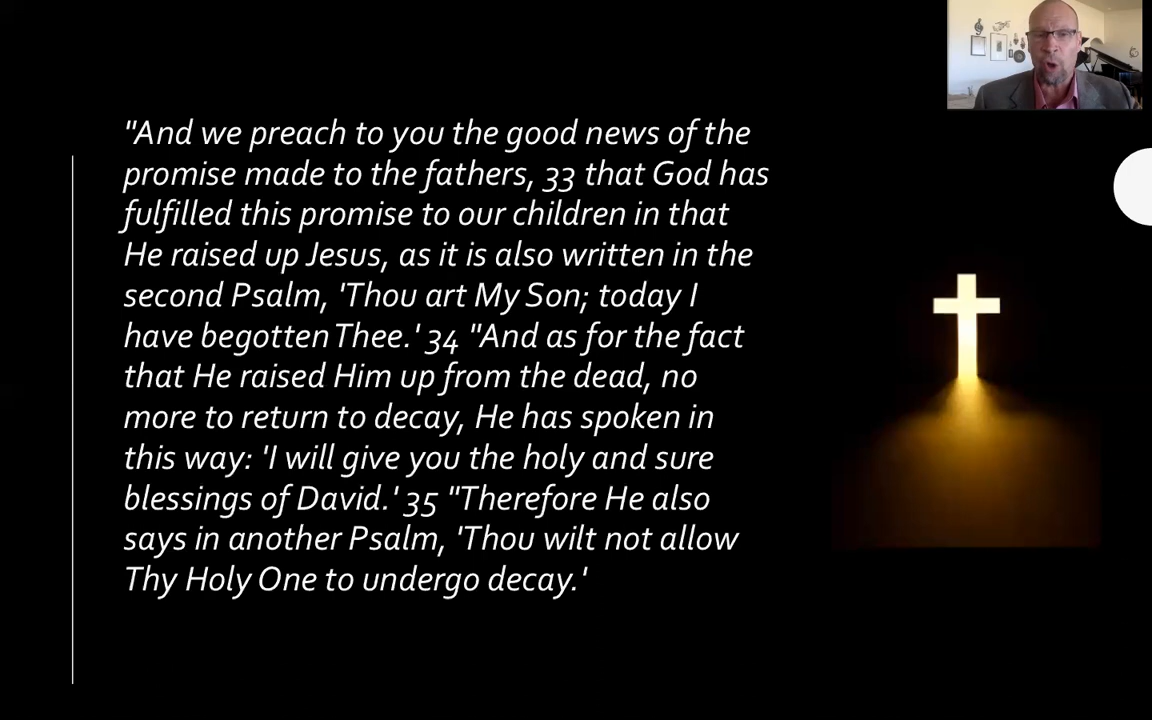 "And we preach to you the good news of the
promise made to the fathers, 33 that God has
fulfilled this promise to our children in that
He raised up Jesus, as it is also written in the
second Psalm, 'Thou art My Son; today I
have begotten Thee.' 34 "And as for the fact
that He raised Him up from the dead, no
more to return to decay, He has spoken in
this way: 'I will give you the holy and sure
blessings of David.' 35 "Therefore He also
says in another Psalm, 'Thou wilt not allow
Thy Holy One to undergo decay.'